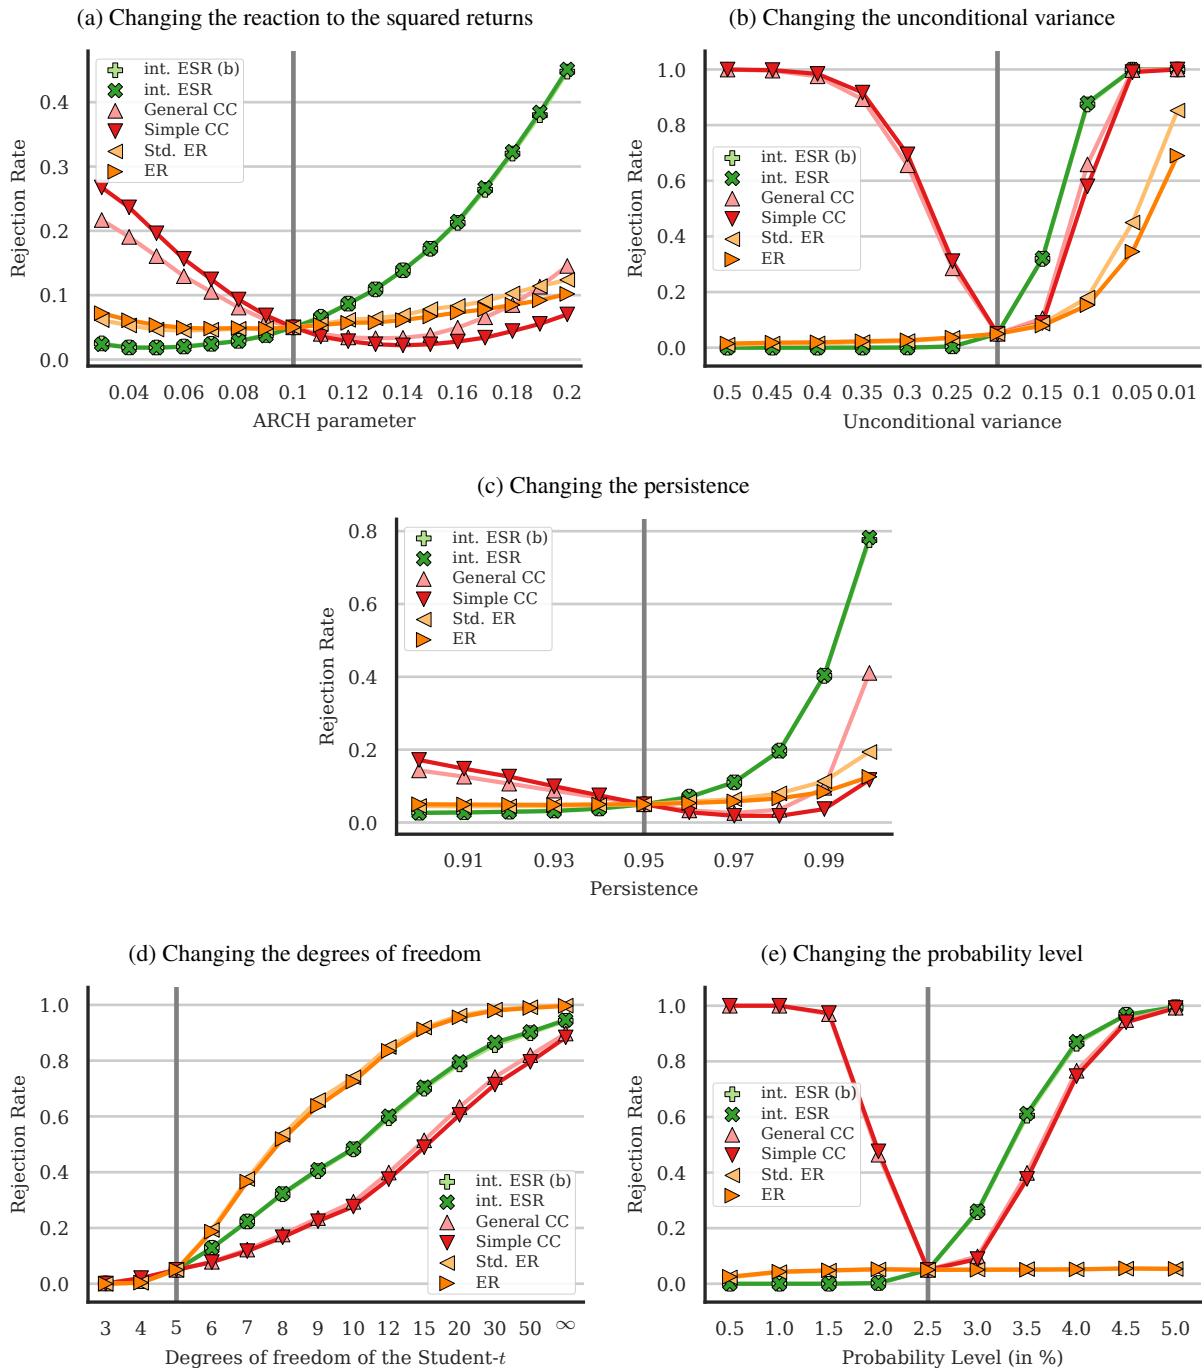 (a) Changing the reaction to the squared returns
Rejection Rate
0.4
0.3
0.2
0.1
0.0
int. ESR (b)
int. ESR
General CC
Simple CC
Std. ER
ER
0.04 0.06 0.08 0.1 0.12 0.14 0.16 0.18 0.2
ARCH parameter
(b) Changing the unconditional variance
Rejection Rate
1.0
0.8
0.6
0.4
0.2
0.0
int. ESR (b)
int. ESR
General CC
Simple CC
Std. ER
ER
0.5 0.45 0.4 0.35 0.3 0.25 0.2 0.15 0.1 0.05 0.01
Unconditional variance
(c) Changing the persistence
Rejection Rate
0.8
0.6
0.4
0.2
0.0
int. ESR (b)
int. ESR
General CC
Simple CC
Std. ER
ER
0.91 0.93 0.95 0.97 0.99
Persistence
(d) Changing the degrees of freedom
Rejection Rate
1.0
0.8
0.6
0.4
0.2
0.0
int. ESR (b)
int. ESR
General CC
Simple CC
Std. ER
ER
3 4 5 6 7 8 9 10 12 15 20 30 50 ∞
Degrees of freedom of the Student-t
(e) Changing the probability level
Rejection Rate
1.0
0.8
0.6
0.4
0.2
0.0
int. ESR (b)
int. ESR
General CC
Simple CC
Std. ER
ER
0.5 1.0 1.5 2.0 2.5 3.0 3.5 4.0 4.5 5.0
Probability Level (in %)